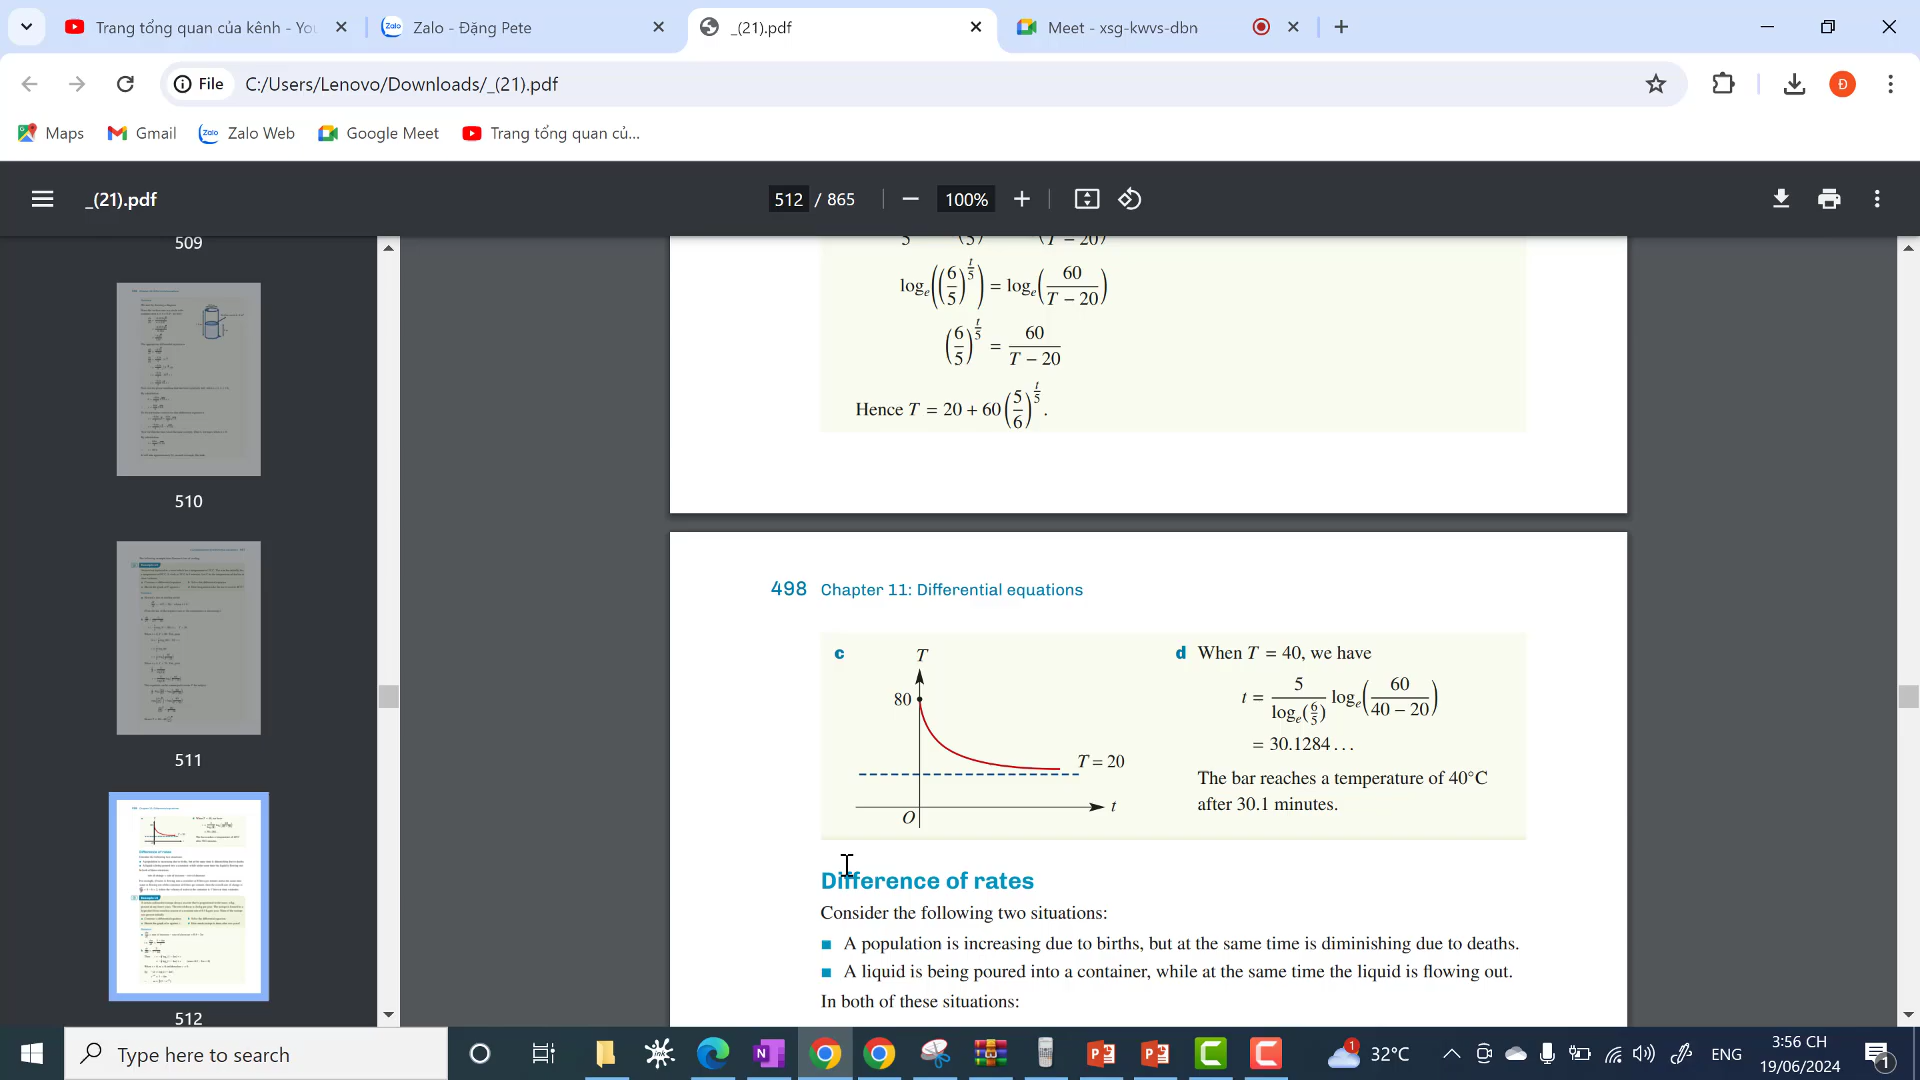 Trang tổng quan của kênh - You
Zalo - Đặng Pete
_(21).pdf
Meet - xsg-kwvs-dbn
File
C:/Users/Lenovo/Downloads/_(21).pdf
Đ
Maps
Gmail
Zalo Web
Google Meet
Trang tổng quan củ...
_(21).pdf
512 / 865
100%
509
510
511
512
log_e((6/5)^(t/5)) = log_e(60/(T − 20))
(6/5)^(t/5) = 60/(T − 20)
Hence T = 20 + 60(5/6)^(t/5).
498 Chapter 11: Differential equations
c
T
80
T = 20
O
t
d When T = 40, we have
t = 5/log_e(6/5) log_e(60/(40 − 20))
= 30.1284...
The bar reaches a temperature of 40°C
after 30.1 minutes.
Difference of rates
Consider the following two situations:
■ A population is increasing due to births, but at the same time is diminishing due to deaths.
■ A liquid is being poured into a container, while at the same time the liquid is flowing out.
In both of these situations:
Type here to search
1
32°C
ENG
3:56 CH
19/06/2024
1